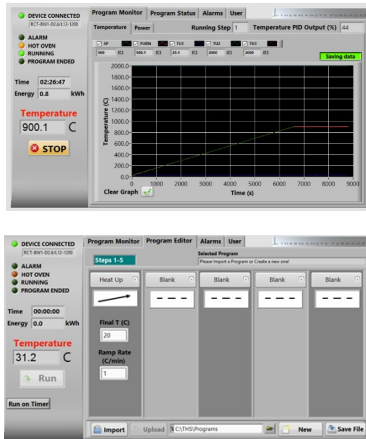 DEVICE CONNECTED
ALARM
HOT OVEN
RUNNING
PROGRAM ENDED
Time 02:26:47
Energy 0.8 kWh
Temperature
900.1 C
STOP
Program Monitor Program Status Alarms User
Temperature Power Running Step 1 Temperature PID Output (%) 44
SP
Saving data
2000.0
1800.0
1600.0
1400.0
1200.0
1000.0
800.0
600.0
400.0
200.0
0.0
Temperature (C)
0 1000 2000 3000 4000 5000 6000 7000 8000 9000
Time (s)
Clear Graph
DEVICE CONNECTED
ALARM
HOT OVEN
RUNNING
PROGRAM ENDED
Time 00:00:00
Energy 0.0 kWh
Temperature
31.2 C
Run
Run on Timer
Program Monitor Program Editor Alarms User
Selected Program
Steps 1-5 Please Import a Program or Create a new one!
Heat Up Blank Blank Blank Blank
Final T (C)
20
Ramp Rate
(C/min)
1
Import Upload C:\THS\Programs New Save File